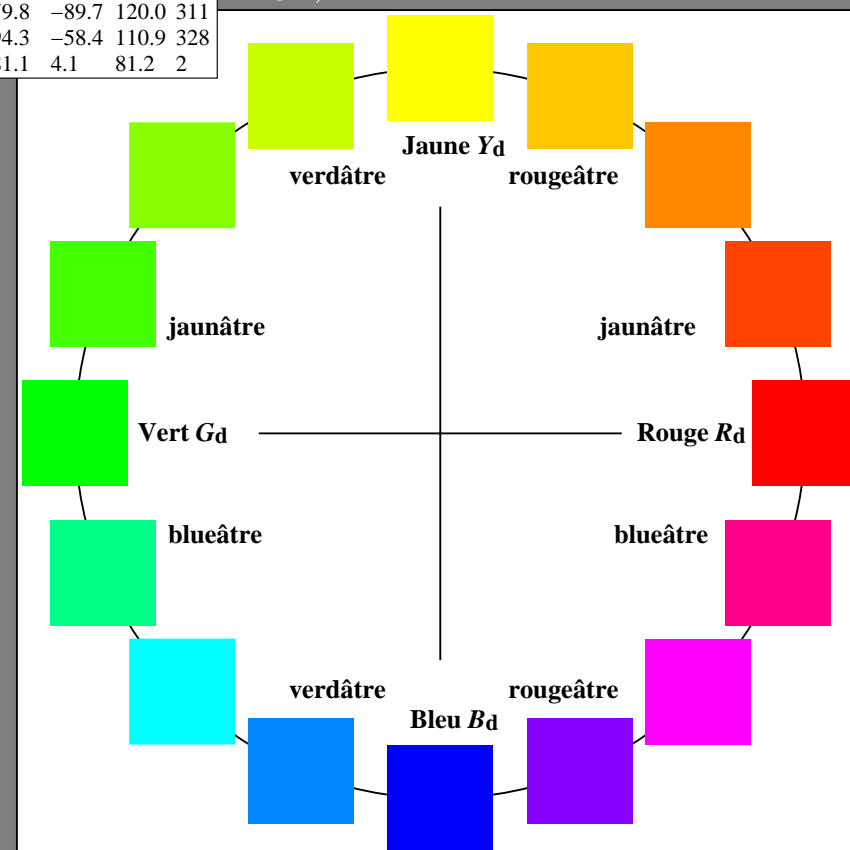 −89.7 120.0 311
−58.4 110.9 328
4.1 81.2 2
Jaune Yd
verdâtre rougeâtre
jaunâtre jaunâtre
Vert Gd Rouge Rd
blueâtre blueâtre
verdâtre rougeâtre
Bleu Bd